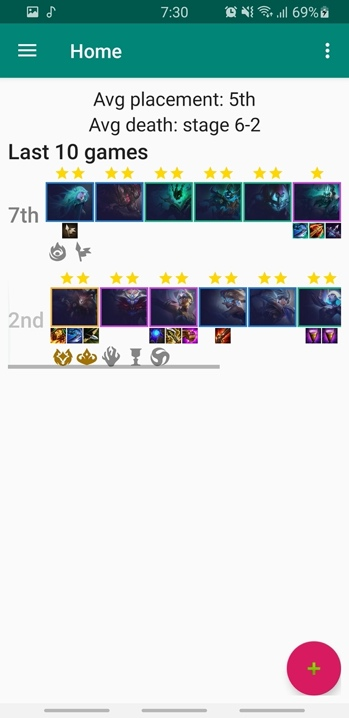 7:30
69%
Home
Avg placement: 5th
Avg death: stage 6-2
Last 10 games
7th
2nd
+